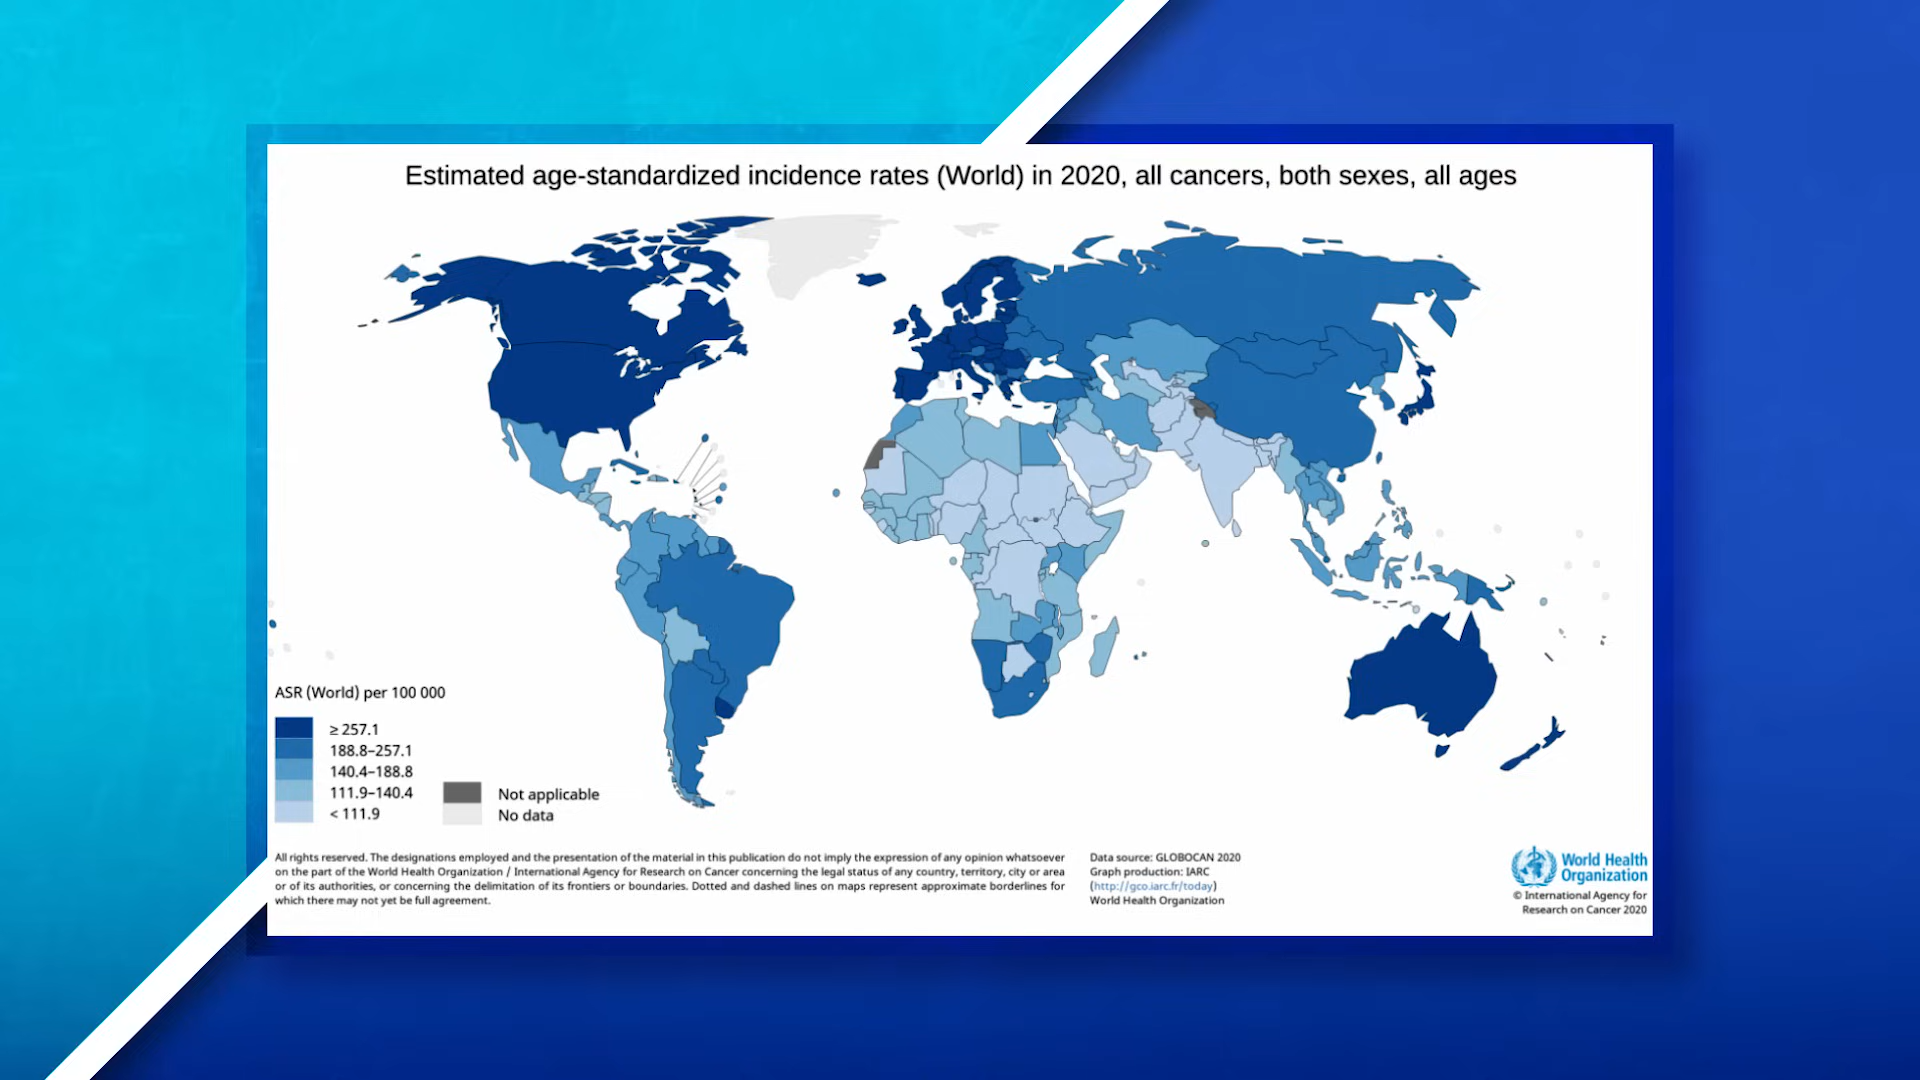 Estimated age-standardized incidence rates (World) in 2020, all cancers, both sexes, all ages
ASR (World) per 100 000
≥ 257.1
188.8–257.1
140.4–188.8
111.9–140.4
< 111.9
Not applicable
No data
All rights reserved. The designations employed and the presentation of the material in this publication do not imply the expression of any opinion whatsoever
on the part of the World Health Organization / International Agency for Research on Cancer concerning the legal status of any country, territory, city or area
or of its authorities, or concerning the delimitation of its frontiers or boundaries. Dotted and dashed lines on maps represent approximate borderlines for
which there may not yet be full agreement.
Data source: GLOBOCAN 2020
Graph production: IARC
(http://gco.iarc.fr/today)
World Health Organization
World Health
Organization
© International Agency for
Research on Cancer 2020